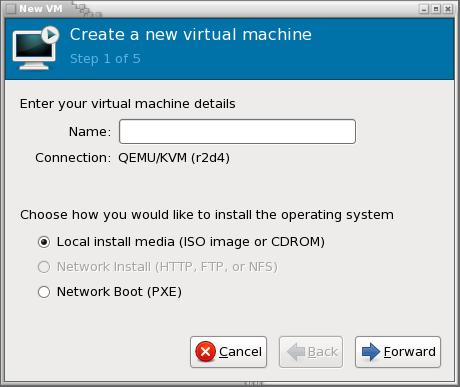 New VM
Create a new virtual machine
Step 1 of 5
Enter your virtual machine details
Name:
Connection: QEMU/KVM (r2d4)
Choose how you would like to install the operating system
Local install media (ISO image or CDROM)
Network Install (HTTP, FTP, or NFS)
Network Boot (PXE)
Cancel Back Forward